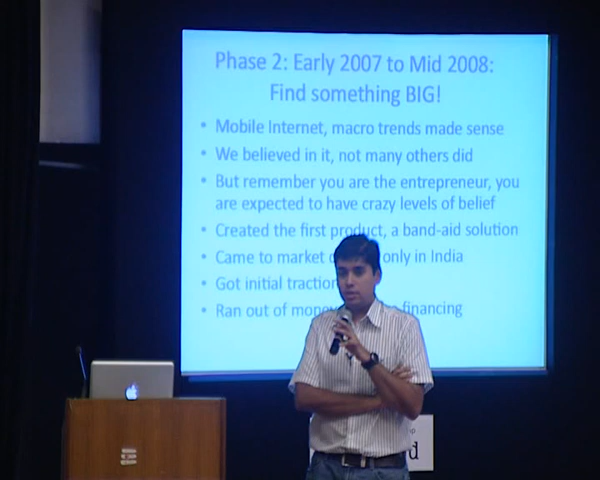 Phase 2: Early 2007 to Mid 2008:
Find something BIG!
• Mobile Internet, macro trends made sense
• We believed in it, not many others did
• But remember you are the entrepreneur, you
are expected to have crazy levels of belief
• Created the first product, a band-aid solution
• Came to market only in India
• Got initial traction
• Ran out of money financing